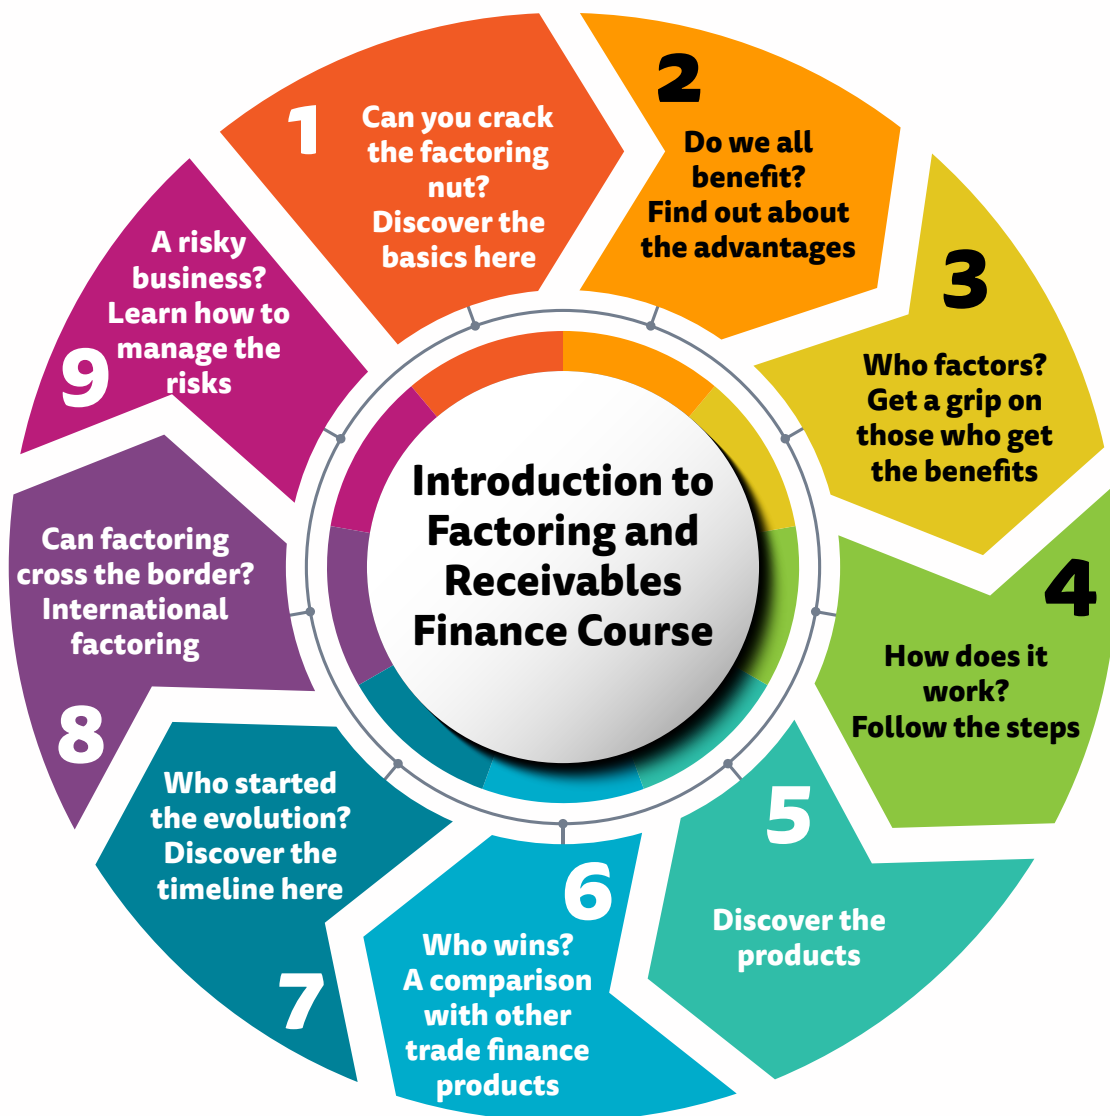 1
Can you crack
the factoring
nut?
Discover the
basics here
2
Do we all
benefit?
Find out about
the advantages
3
Who factors?
Get a grip on
those who get
the benefits
4
How does it
work?
Follow the steps
5
Discover the
products
6
Who wins?
A comparison
with other
trade finance
products
7
Who started
the evolution?
Discover the
timeline here
8
Can factoring
cross the border?
International
factoring
9
A risky
business?
Learn how to
manage the
risks
Introduction to
Factoring and
Receivables
Finance Course